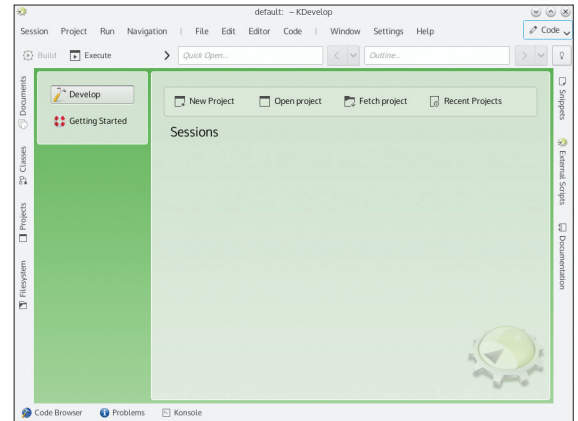 default:  – KDevelop
Session Project Run Navigation | File Edit Editor Code | Window Settings Help Code
Build Execute Quick Open... Outline...
Documents
Classes
Projects
Filesystem
Develop
Getting Started
New Project Open project Fetch project Recent Projects
Sessions
Snippets
External Scripts
Documentation
Code Browser Problems Konsole